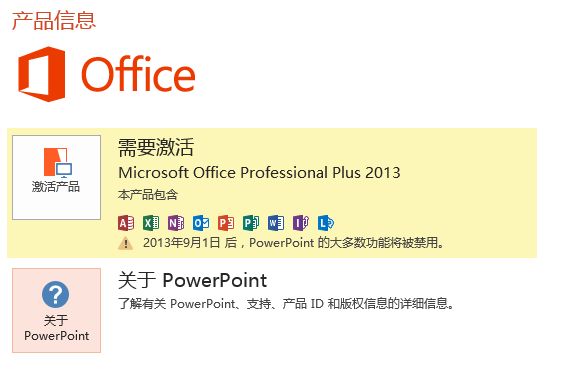 产品信息
Office
需要激活
Microsoft Office Professional Plus 2013
激活产品
本产品包含
2013年9月1日 后，PowerPoint 的大多数功能将被禁用。
关于 PowerPoint
了解有关 PowerPoint、支持、产品 ID 和版权信息的详细信息。
关于
PowerPoint